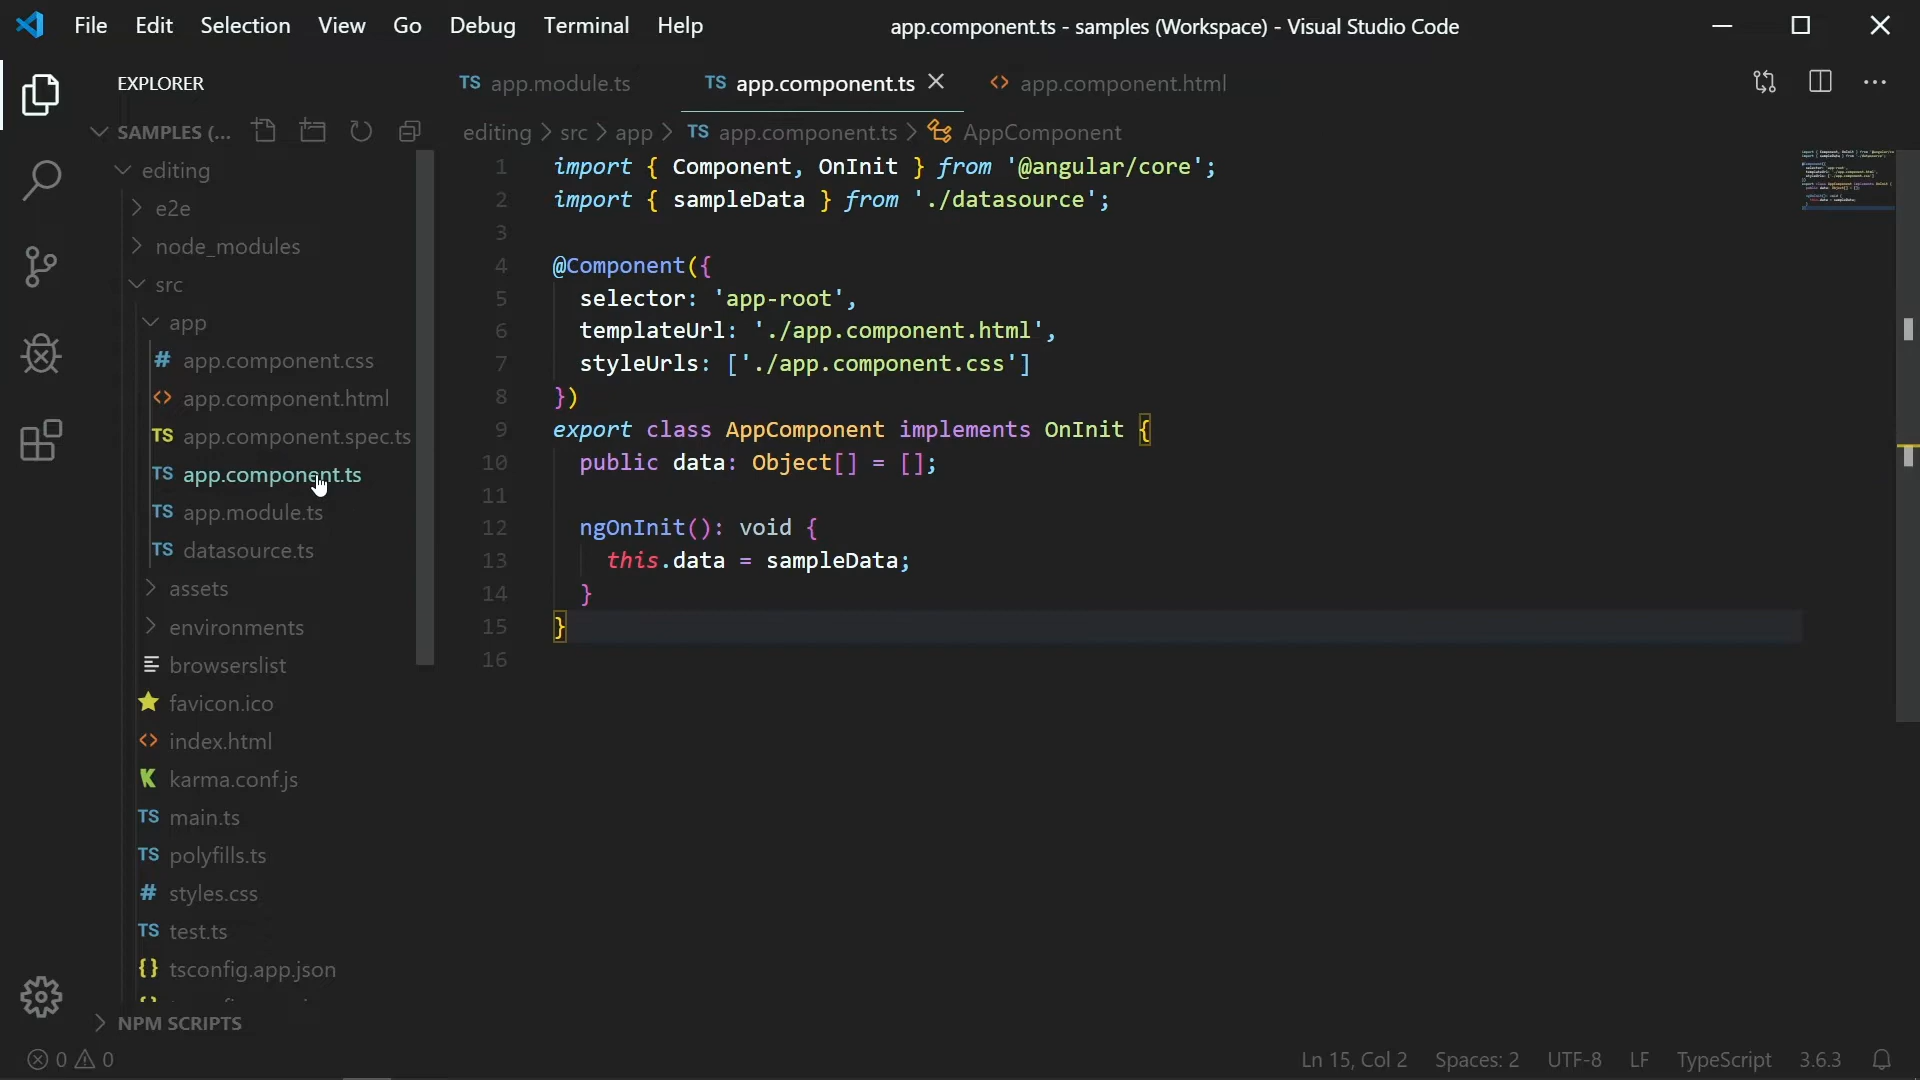 File Edit Selection View Go Debug Terminal Help
app.component.ts - samples (Workspace) - Visual Studio Code
EXPLORER
SAMPLES (...
editing
e2e
node_modules
src
app
# app.component.css
<> app.component.html
TS app.component.spec.ts
TS app.component.ts
TS app.module.ts
TS datasource.ts
assets
environments
browserslist
favicon.ico
<> index.html
K karma.conf.js
TS main.ts
TS polyfills.ts
# styles.css
TS test.ts
{} tsconfig.app.json
NPM SCRIPTS
TS app.module.ts TS app.component.ts <> app.component.html
editing > src > app > TS app.component.ts > AppComponent
1 import { Component, OnInit } from '@angular/core';
2 import { sampleData } from './datasource';
3
4 @Component({
5 selector: 'app-root',
6 templateUrl: './app.component.html',
7 styleUrls: ['./app.component.css']
8 })
9 export class AppComponent implements OnInit {
10 public data: Object[] = [];
11
12 ngOnInit(): void {
13 this.data = sampleData;
14 }
15 }
16
0 0
Ln 15, Col 2 Spaces: 2 UTF-8 LF TypeScript 3.6.3